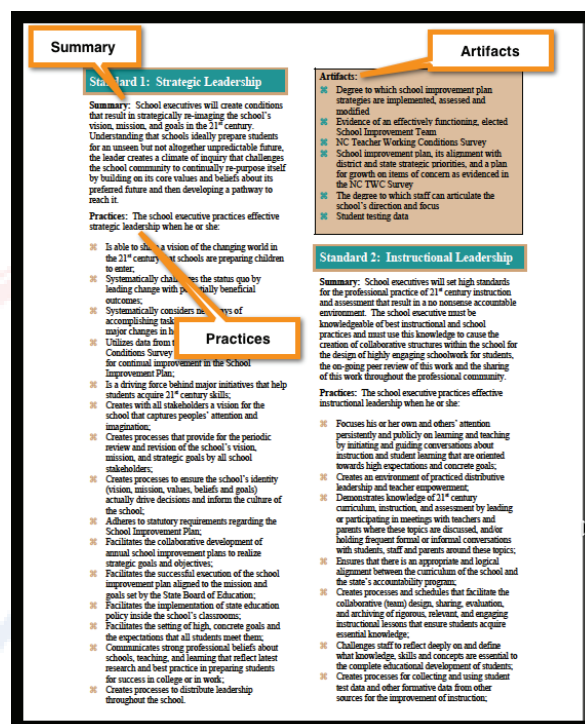 Summary
Artifacts
Standard 1: Strategic Leadership
Summary: School executives will create conditions
that result in strategically re-imaging the school's
vision, mission, and goals in the 21st century.
Understanding that schools ideally prepare students
for an unseen but not altogether unpredictable future,
the leader creates a climate of inquiry that challenges
the school community to continually re-purpose itself
by building on its core values and beliefs about its
preferred future and then developing a pathway to
reach it.
Practices: The school executive practices effective
strategic leadership when he or she:
⌘ Is able to share a vision of the changing world in
the 21st century that schools are preparing children
to enter;
⌘ Systematically challenges the status quo by
leading change with potentially beneficial
outcomes;
⌘ Systematically considers new ways of
accomplishing task
major changes in h
⌘ Utilizes data from t
Conditions Survey
for continual improvement in the School
Improvement Plan;
⌘ Is a driving force behind major initiatives that help
students acquire 21st century skills;
⌘ Creates with all stakeholders a vision for the
school that captures peoples' attention and
imagination;
⌘ Creates processes that provide for the periodic
review and revision of the school's vision,
mission, and strategic goals by all school
stakeholders;
⌘ Creates processes to ensure the school's identity
(vision, mission, values, beliefs and goals)
actually drive decisions and inform the culture of
the school;
⌘ Adheres to statutory requirements regarding the
School Improvement Plan;
⌘ Facilitates the collaborative development of
annual school improvement plans to realize
strategic goals and objectives;
⌘ Facilitates the successful execution of the school
improvement plan aligned to the mission and
goals set by the State Board of Education;
⌘ Facilitates the implementation of state education
policy inside the school's classrooms;
⌘ Facilitates the setting of high, concrete goals and
the expectations that all students meet them;
⌘ Communicates strong professional beliefs about
schools, teaching, and learning that reflect latest
research and best practice in preparing students
for success in college or in work;
⌘ Creates processes to distribute leadership
throughout the school.
Practices
Artifacts:
⌘ Degree to which school improvement plan
strategies are implemented, assessed and
modified
⌘ Evidence of an effectively functioning, elected
School Improvement Team
⌘ NC Teacher Working Conditions Survey
⌘ School improvement plan, its alignment with
district and state strategic priorities, and a plan
for growth on items of concern as evidenced in
the NC TWC Survey
⌘ The degree to which staff can articulate the
school's direction and focus
⌘ Student testing data
Standard 2: Instructional Leadership
Summary: School executives will set high standards
for the professional practice of 21st century instruction
and assessment that result in a no nonsense accountable
environment. The school executive must be
knowledgeable of best instructional and school
practices and must use this knowledge to cause the
creation of collaborative structures within the school for
the design of highly engaging schoolwork for students,
the on-going peer review of this work and the sharing
of this work throughout the professional community.
Practices: The school executive practices effective
instructional leadership when he or she:
⌘ Focuses his or her own and others' attention
persistently and publicly on learning and teaching
by initiating and guiding conversations about
instruction and student learning that are oriented
towards high expectations and concrete goals;
⌘ Creates an environment of practiced distributive
leadership and teacher empowerment;
⌘ Demonstrates knowledge of 21st century
curriculum, instruction, and assessment by leading
or participating in meetings with teachers and
parents where these topics are discussed, and/or
holding frequent formal or informal conversations
with students, staff and parents around these topics;
⌘ Ensures that there is an appropriate and logical
alignment between the curriculum of the school and
the state's accountability program;
⌘ Creates processes and schedules that facilitate the
collaborative (team) design, sharing, evaluation,
and archiving of rigorous, relevant, and engaging
instructional lessons that ensure students acquire
essential knowledge;
⌘ Challenges staff to reflect deeply on and define
what knowledge, skills and concepts are essential to
the complete educational development of students;
⌘ Creates processes for collecting and using student
test data and other formative data from other
sources for the improvement of instruction;